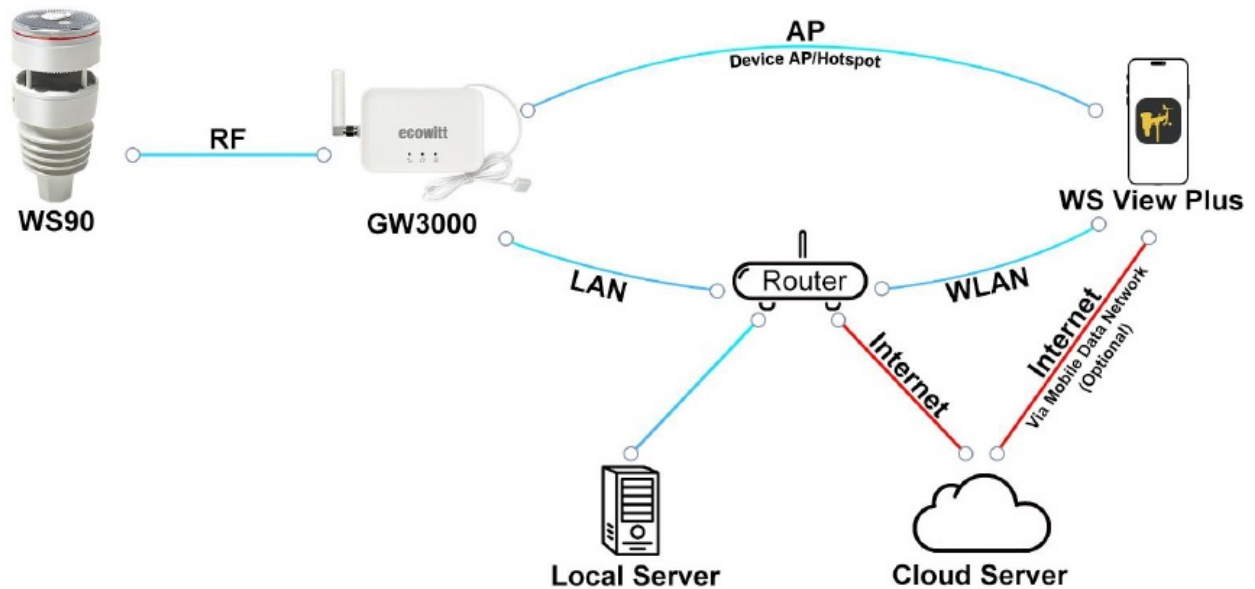 AP
Device AP/Hotspot
RF
ecowitt
WS90
GW3000
WS View Plus
LAN
Router
WLAN
Internet
Internet
Via Mobile Data Network
(Optional)
Local Server
Cloud Server